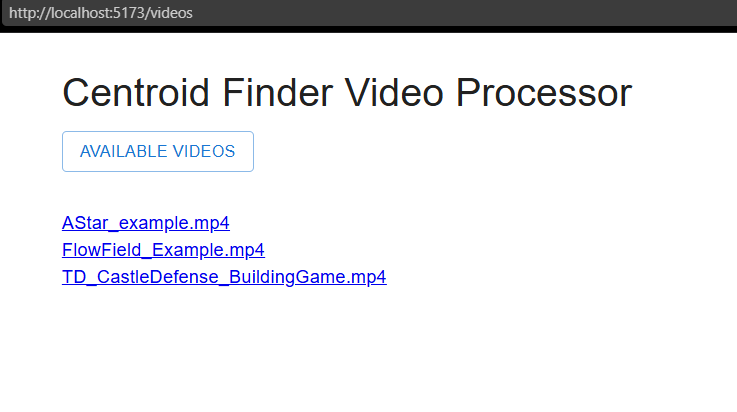 http://localhost:5173/videos
Centroid Finder Video Processor
AVAILABLE VIDEOS
AStar_example.mp4
FlowField_Example.mp4
TD_CastleDefense_BuildingGame.mp4